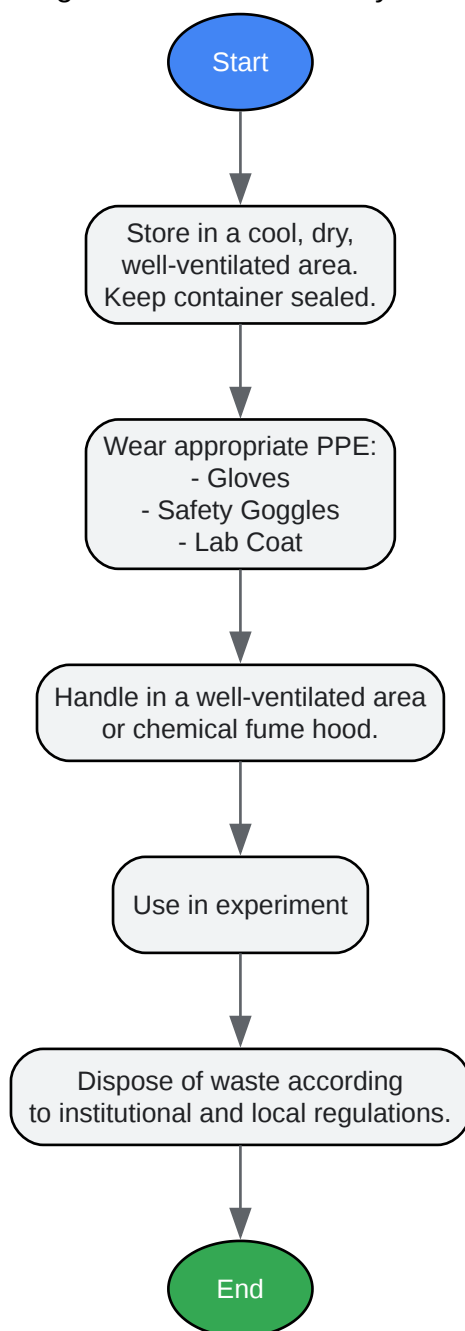 Start
Store in a cool, dry,
well-ventilated area.
Keep container sealed.
Wear appropriate PPE:
- Gloves
- Safety Goggles
- Lab Coat
Handle in a well-ventilated area
or chemical fume hood.
Use in experiment
Dispose of waste according
to institutional and local regulations.
End